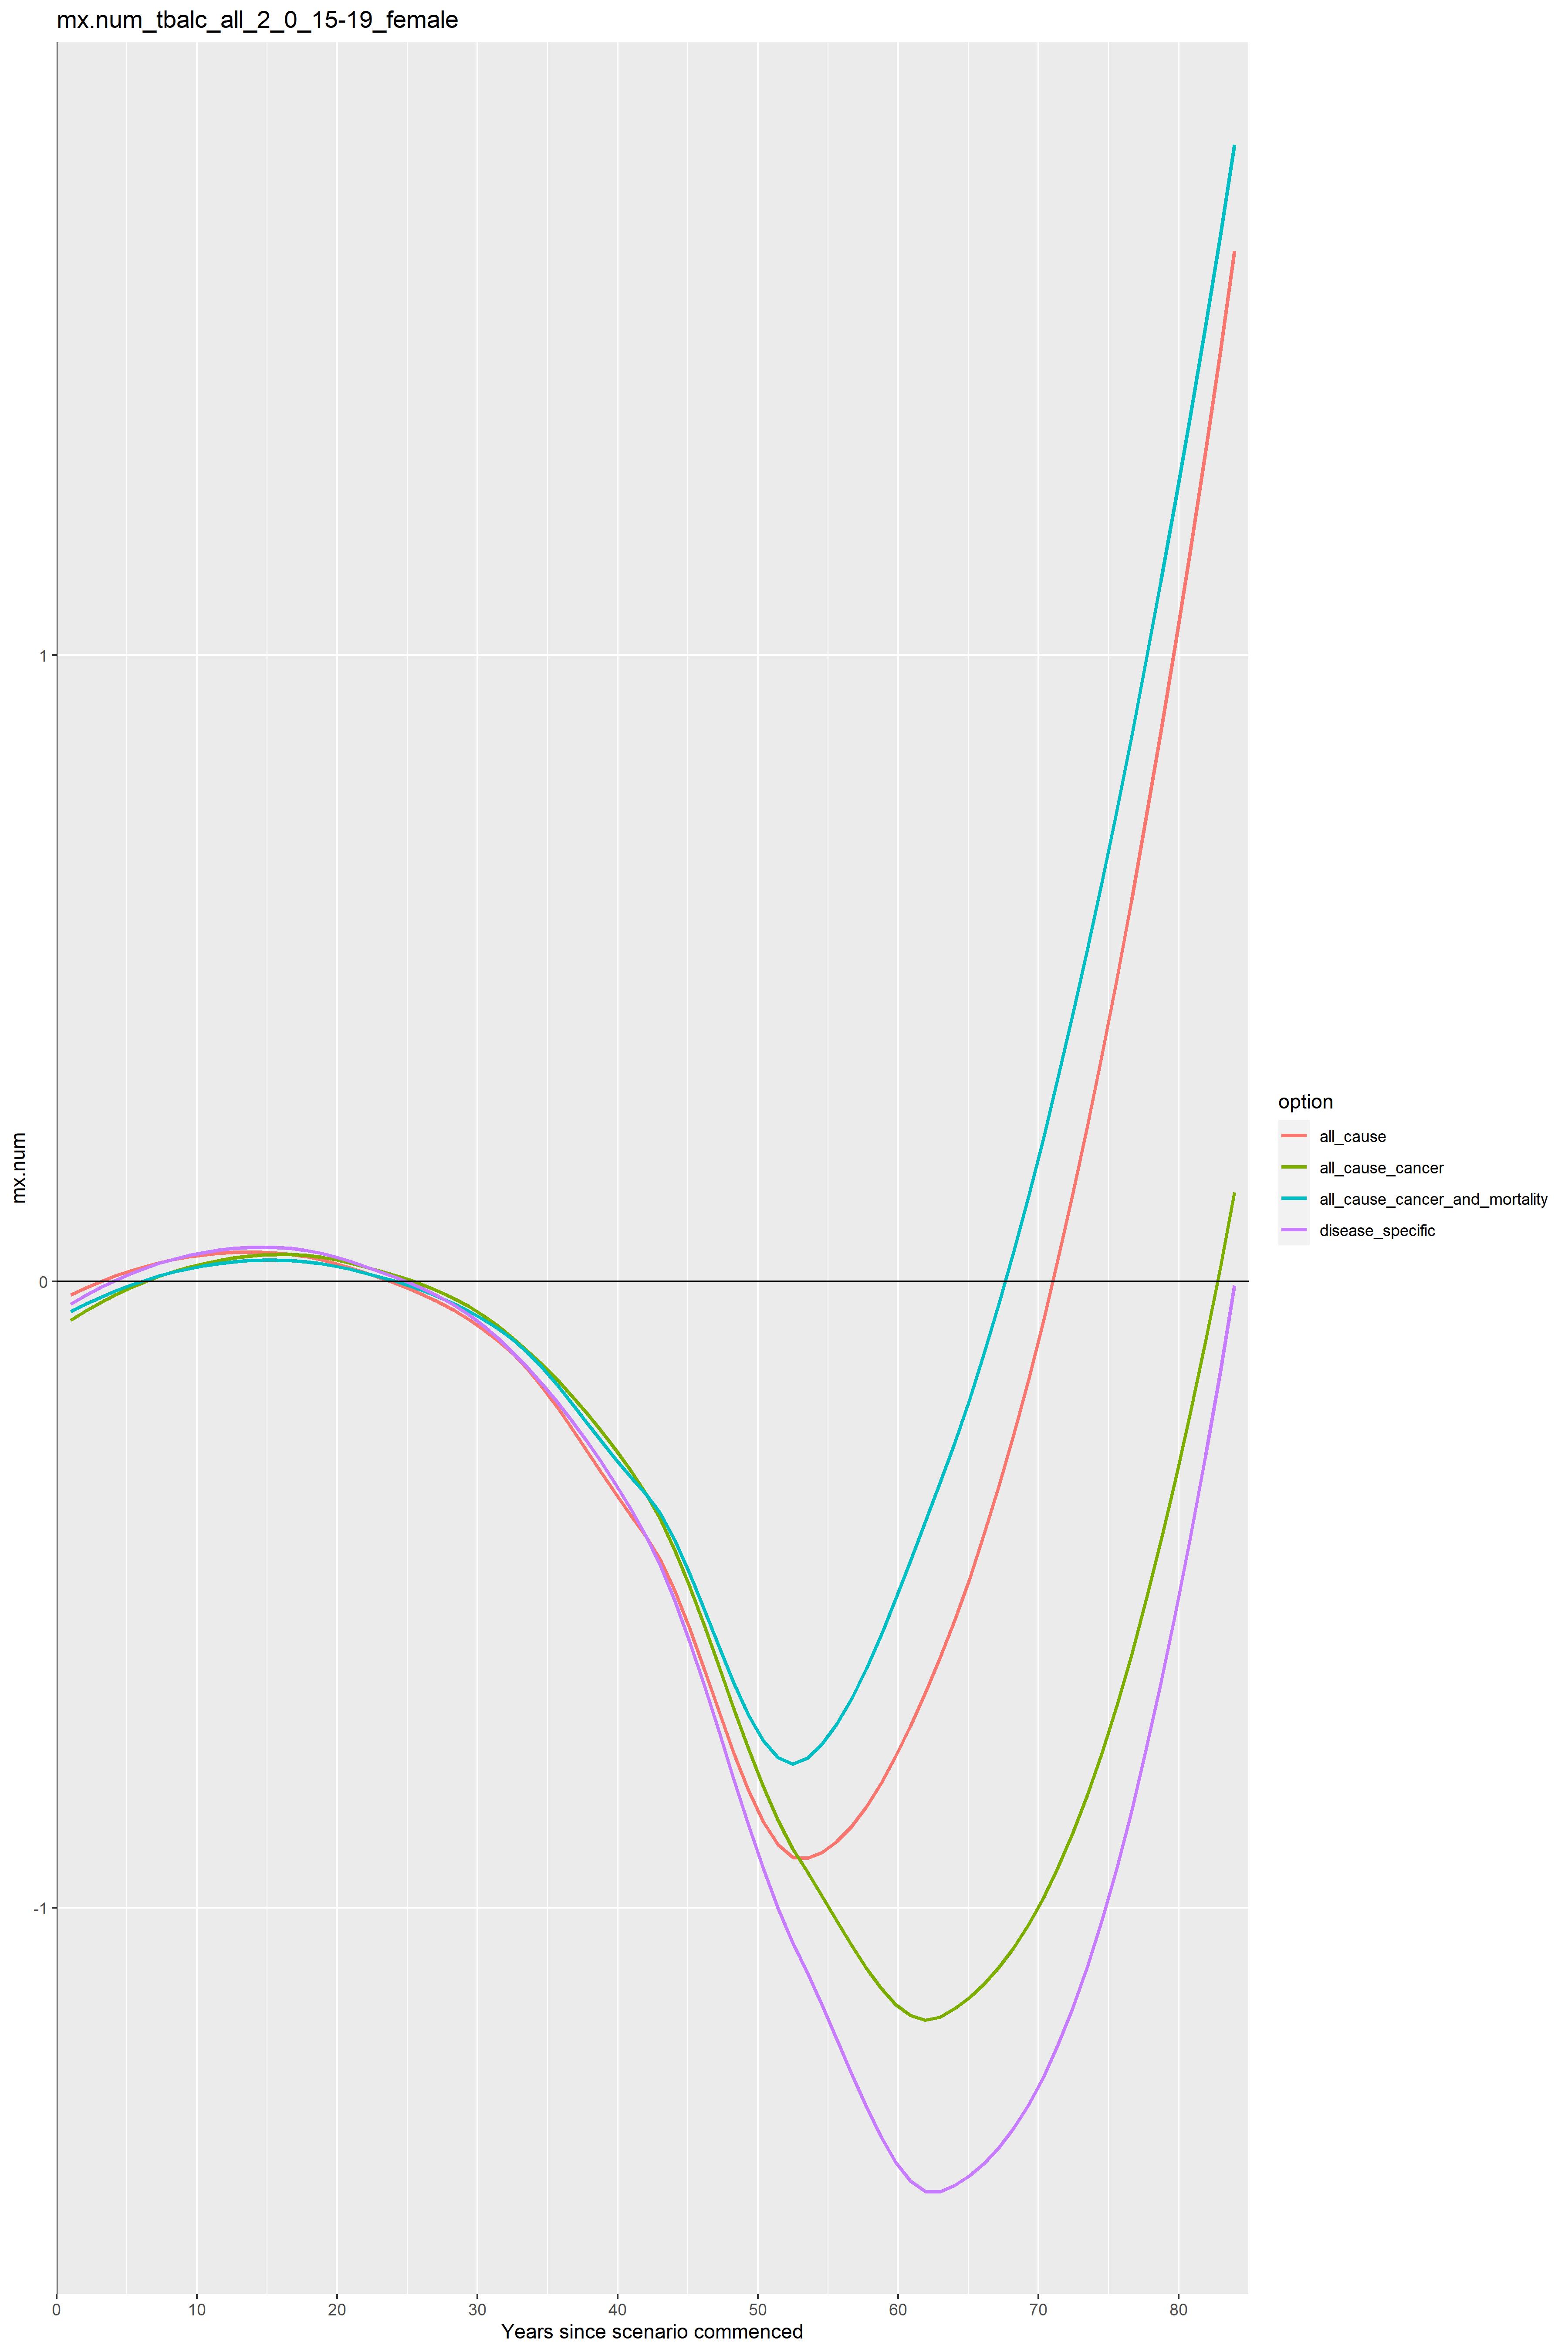 mx.num_tbalc_all_2_0_15-19_female
mx.num
1
0
-1
0 10 20 30 40 50 60 70 80
Years since scenario commenced
option
all_cause
all_cause_cancer
all_cause_cancer_and_mortality
disease_specific